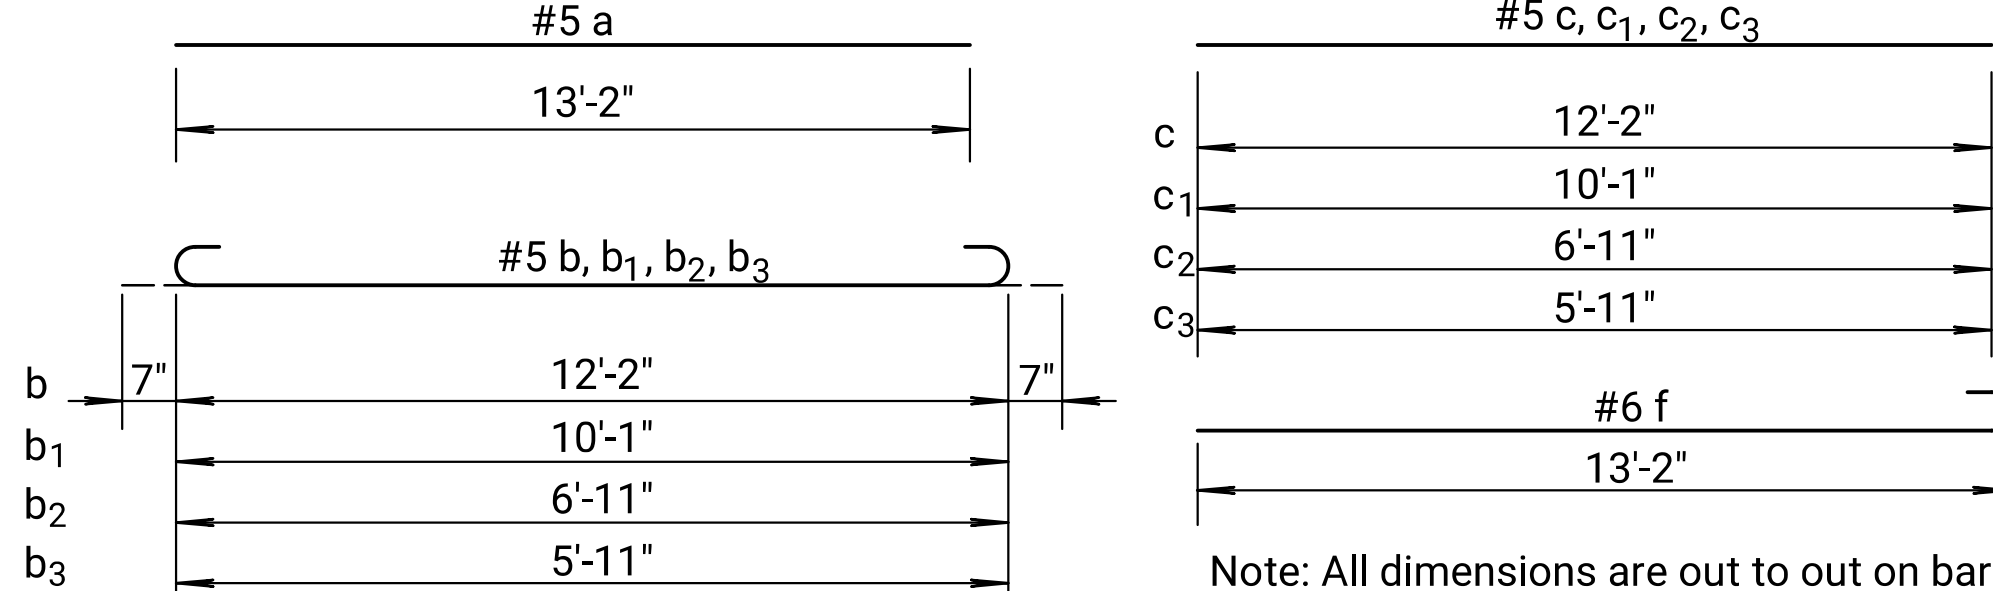 #5 a
13'-2"
#5 b, b₁, b₂, b₃
b 7" 12'-2" 7"
b₁ 10'-1"
b₂ 6'-11"
b₃ 5'-11"
#5 c, c₁, c₂, c₃
c 12'-2"
c₁ 10'-1"
c₂ 6'-11"
c₃ 5'-11"
#6 f
13'-2"
Note: All dimensions are out to out on bar